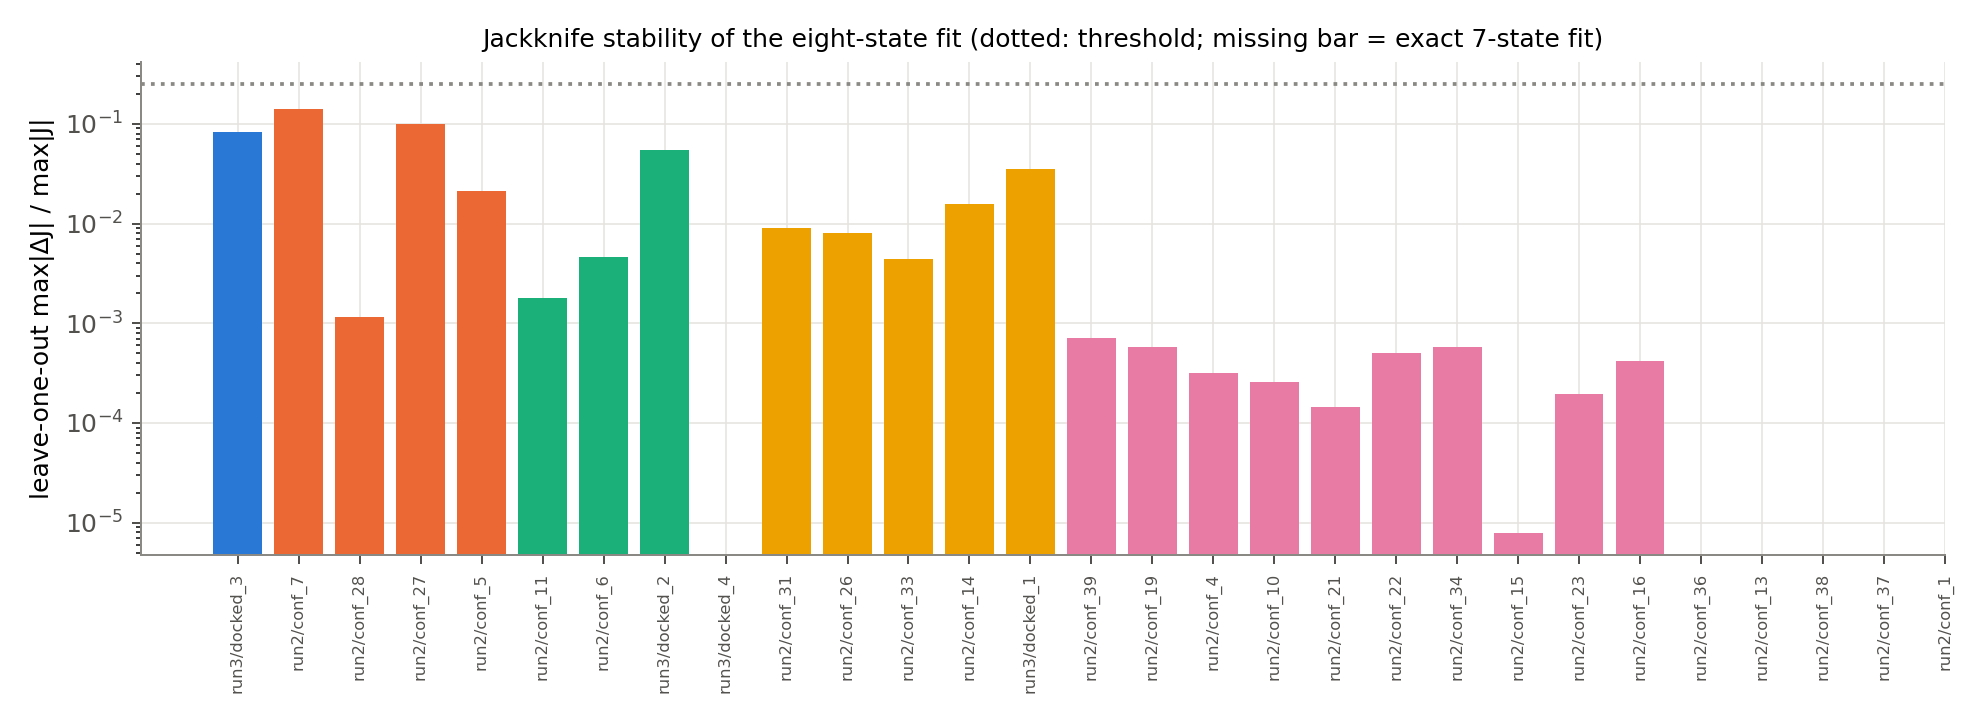 Jackknife stability of the eight-state fit (dotted: threshold; missing bar = exact 7-state fit)
leave-one-out max|ΔJ| / max|J|
10⁻¹
10⁻²
10⁻³
10⁻⁴
10⁻⁵
run3/docked_3
run2/conf_7
run2/conf_28
run2/conf_27
run2/conf_5
run2/conf_11
run2/conf_6
run3/docked_2
run3/docked_4
run2/conf_31
run2/conf_26
run2/conf_33
run2/conf_14
run3/docked_1
run2/conf_39
run2/conf_19
run2/conf_4
run2/conf_10
run2/conf_21
run2/conf_22
run2/conf_34
run2/conf_15
run2/conf_23
run2/conf_16
run2/conf_36
run2/conf_13
run2/conf_38
run2/conf_37
run2/conf_1